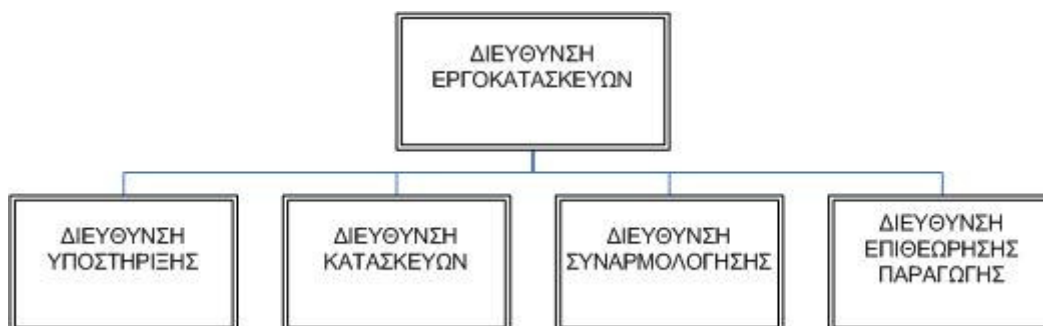 ΔΙΕΥΘΥΝΣΗ
ΕΡΓΟΚΑΤΑΣΚΕΥΩΝ
ΔΙΕΥΘΥΝΣΗ
ΥΠΟΣΤΗΡΙΞΗΣ
ΔΙΕΥΘΥΝΣΗ
ΚΑΤΑΣΚΕΥΩΝ
ΔΙΕΥΘΥΝΣΗ
ΣΥΝΑΡΜΟΛΟΓΗΣΗΣ
ΔΙΕΥΘΥΝΣΗ
ΕΠΙΘΕΩΡΗΣΗΣ
ΠΑΡΑΓΩΓΗΣ